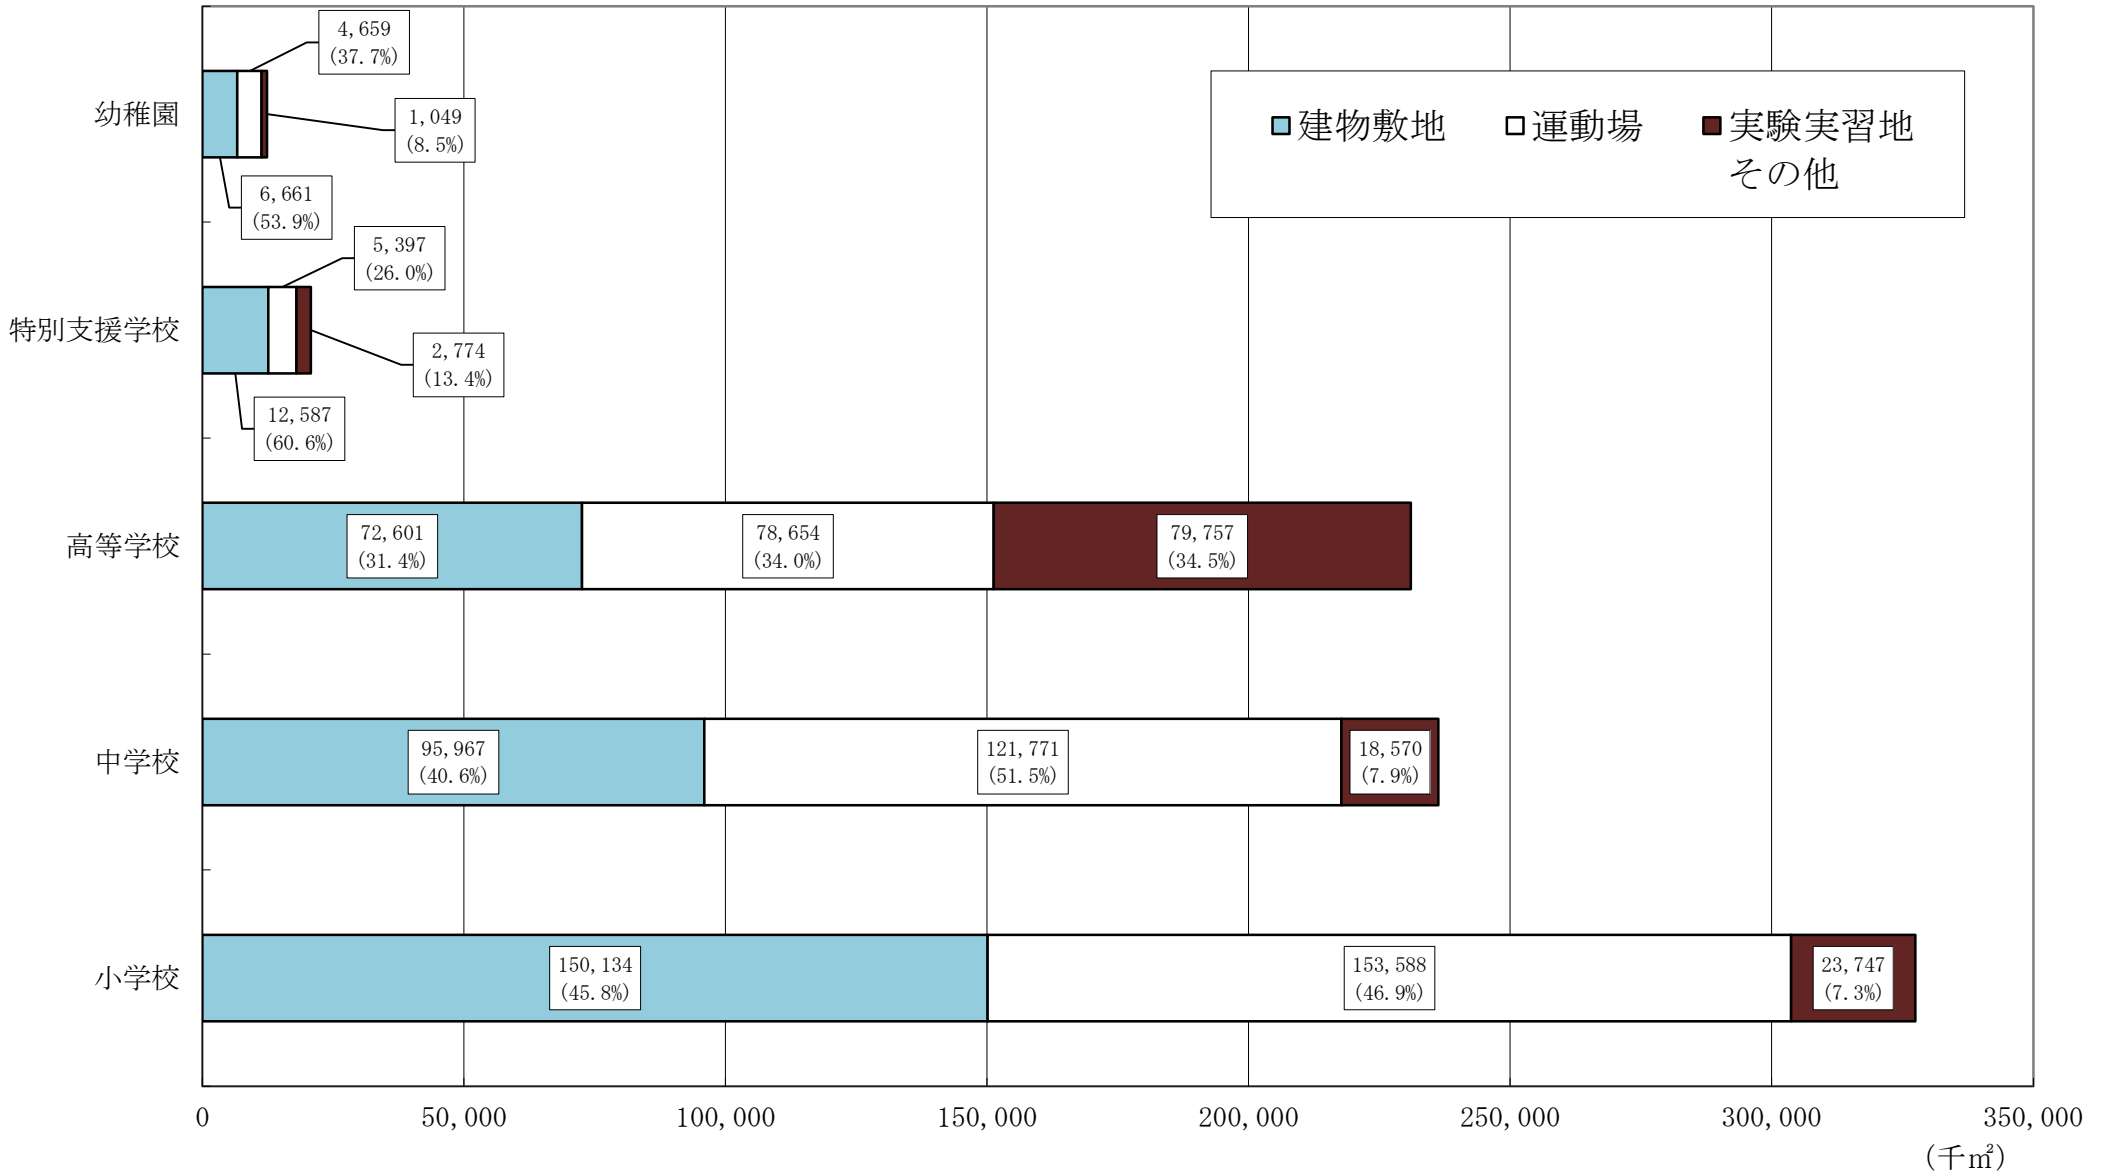 4,659
(37.7%)
幼稚園
1,049
(8.5%)
6,661
(53.9%)
建物敷地
運動場
実験実習地
その他
5,397
(26.0%)
特別支援学校
2,774
(13.4%)
12,587
(60.6%)
高等学校
72,601
(31.4%)
78,654
(34.0%)
79,757
(34.5%)
中学校
95,967
(40.6%)
121,771
(51.5%)
18,570
(7.9%)
小学校
150,134
(45.8%)
153,588
(46.9%)
23,747
(7.3%)
0 50,000 100,000 150,000 200,000 250,000 300,000 350,000
(千㎡)